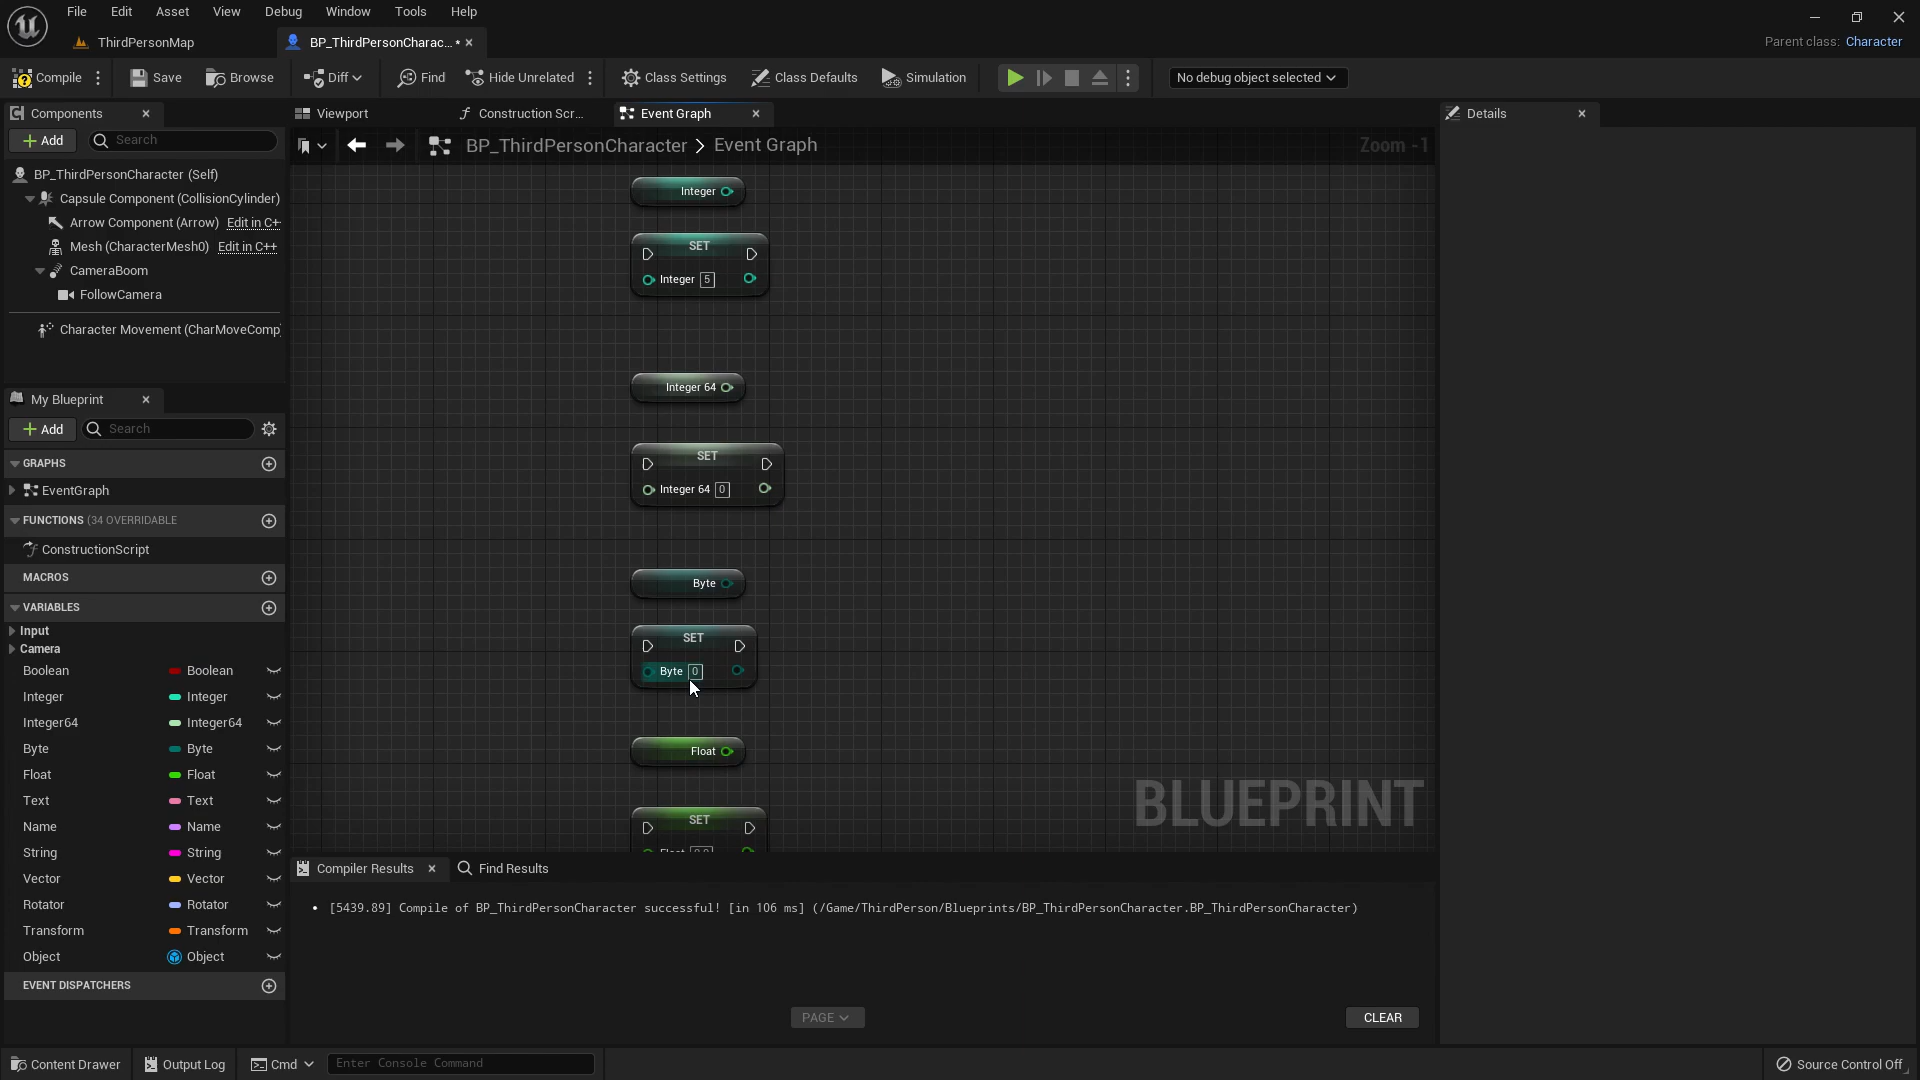 File Edit Asset View Debug Window Tools Help
ThirdPersonMap
BP_ThirdPersonCharac... *
Parent class: Character
Compile Save Browse Diff Find Hide Unrelated Class Settings Class Defaults Simulation No debug object selected
Components
Add Search
BP_ThirdPersonCharacter (Self)
Capsule Component (CollisionCylinder)
Arrow Component (Arrow) Edit in C+
Mesh (CharacterMesh0) Edit in C++
CameraBoom
FollowCamera
Character Movement (CharMoveComp
My Blueprint
Add Search
GRAPHS
EventGraph
FUNCTIONS (34 OVERRIDABLE
ConstructionScript
MACROS
VARIABLES
Input
Camera
Boolean Boolean
Integer Integer
Integer64 Integer64
Byte Byte
Float Float
Text Text
Name Name
String String
Vector Vector
Rotator Rotator
Transform Transform
Object Object
EVENT DISPATCHERS
Viewport Construction Scr... Event Graph
BP_ThirdPersonCharacter > Event Graph
Zoom -1
Integer
SET
Integer 5
Integer 64
SET
Integer 64 0
Byte
SET
Byte 0
Float
SET
BLUEPRINT
Compiler Results Find Results
• [5439.89] Compile of BP_ThirdPersonCharacter successful! [in 106 ms] (/Game/ThirdPerson/Blueprints/BP_ThirdPersonCharacter.BP_ThirdPersonCharacter)
PAGE CLEAR
Details
Content Drawer Output Log Cmd Enter Console Command Source Control Off